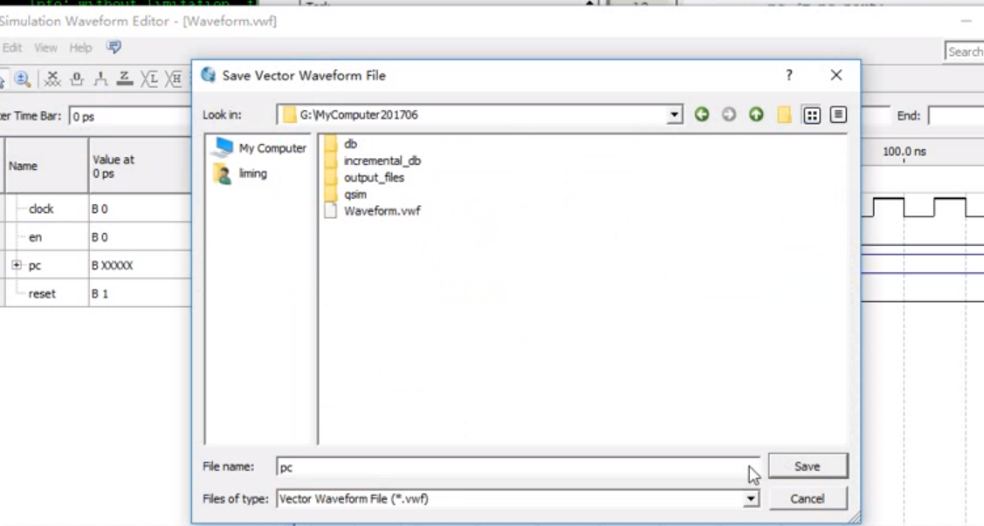 Simulation Waveform Editor - [Waveform.vwf]
Edit View Help
Search
Save Vector Waveform File
? 
er Time Bar: 0 ps
Look in: G:\MyComputer201706
End:
My Computer
liming
db
incremental_db
output_files
qsim
Waveform.vwf
Name
Value at
0 ps
100.0 ns
clock B 0
en B 0
pc B XXXXX
reset B 1
File name: pc
Save
Files of type: Vector Waveform File (*.vwf)
Cancel